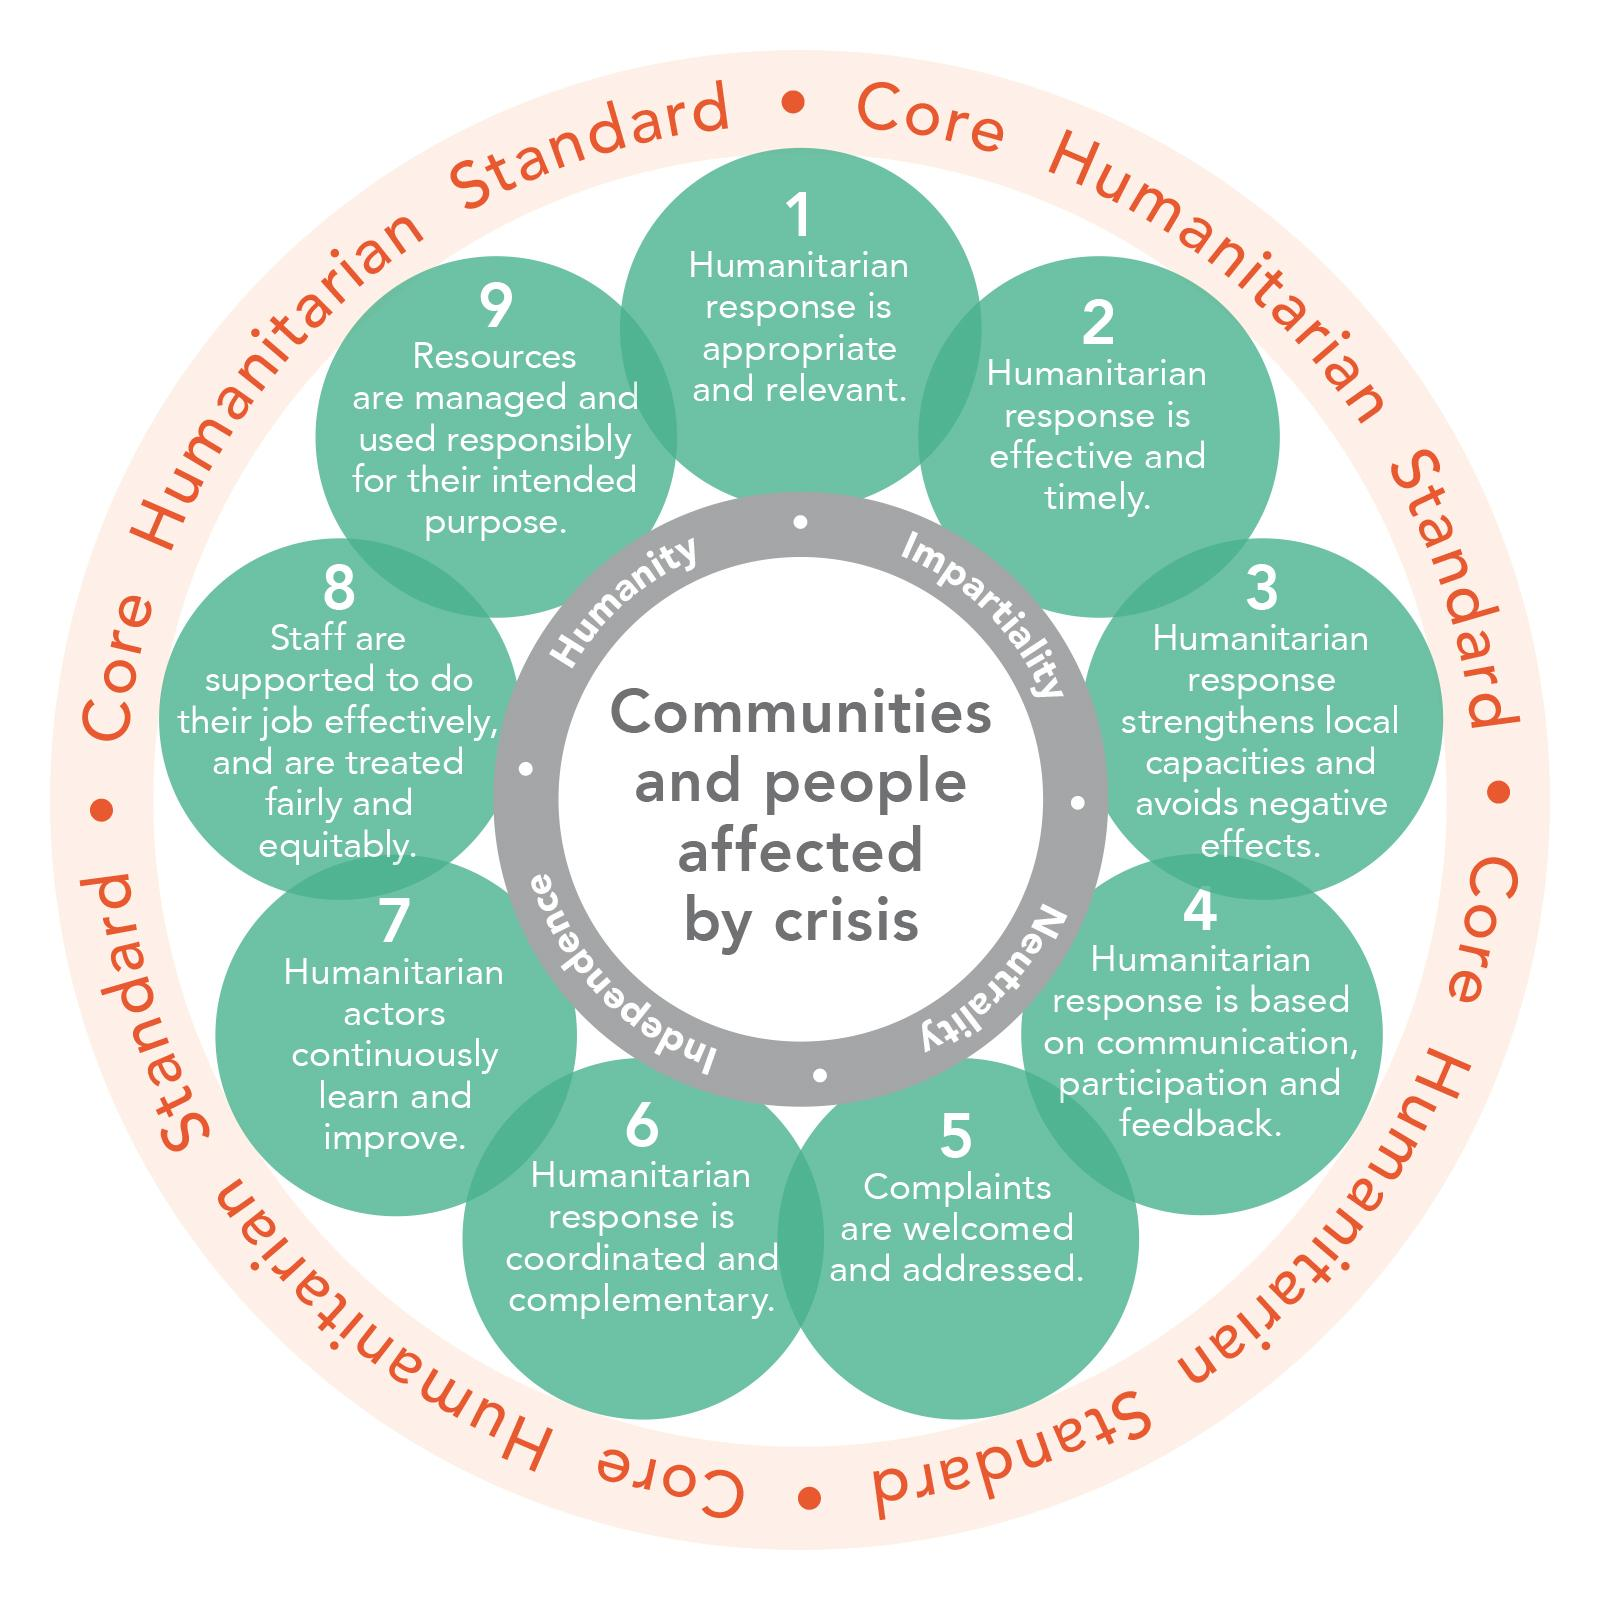 Core Humanitarian Standard • Core Humanitarian Standard • Core Humanitarian Standard • Core Humanitarian Standard •
1
Humanitarian
response is
appropriate
and relevant.
2
Humanitarian
response is
effective and
timely.
3
Humanitarian
response
strengthens local
capacities and
avoids negative
effects.
4
Humanitarian
response is based
on communication,
participation and
feedback.
5
Complaints
are welcomed
and addressed.
6
Humanitarian
response is
coordinated and
complementary.
7
Humanitarian
actors
continuously
learn and
improve.
8
Staff are
supported to do
their job effectively,
and are treated
fairly and
equitably.
9
Resources
are managed and
used responsibly
for their intended
purpose.
Humanity • Impartiality • Neutrality • Independence •
Communities
and people
affected
by crisis